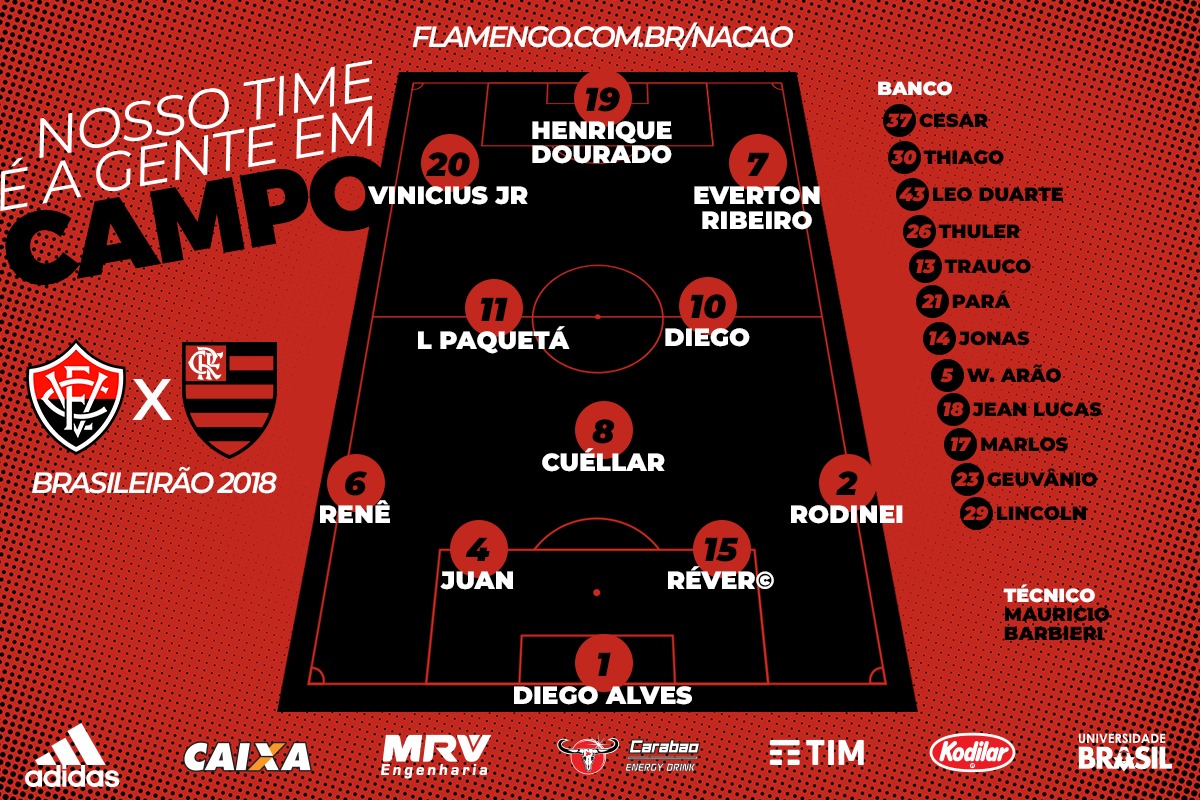 FLAMENGO.COM.BR/NACAO
NOSSO TIME
É A GENTE EM
CAMPO
X
BRASILEIRÃO 2018
19
HENRIQUE
DOURADO
20
VINICIUS JR
7
EVERTON
RIBEIRO
11
L PAQUETÁ
10
DIEGO
8
CUÉLLAR
6
RENÊ
2
RODINEI
4
JUAN
15
RÉVER©
1
DIEGO ALVES
BANCO
37 CESAR
30 THIAGO
43 LEO DUARTE
26 THULER
13 TRAUCO
21 PARÁ
14 JONAS
5 W. ARÃO
18 JEAN LUCAS
17 MARLOS
23 GEUVÂNIO
29 LINCOLN
TÉCNICO
MAURICIO
BARBIERI
adidas
CAIXA
MRV
Engenharia
Carabao
ENERGY DRINK
TIM
Kodilar
UNIVERSIDADE
BRASIL